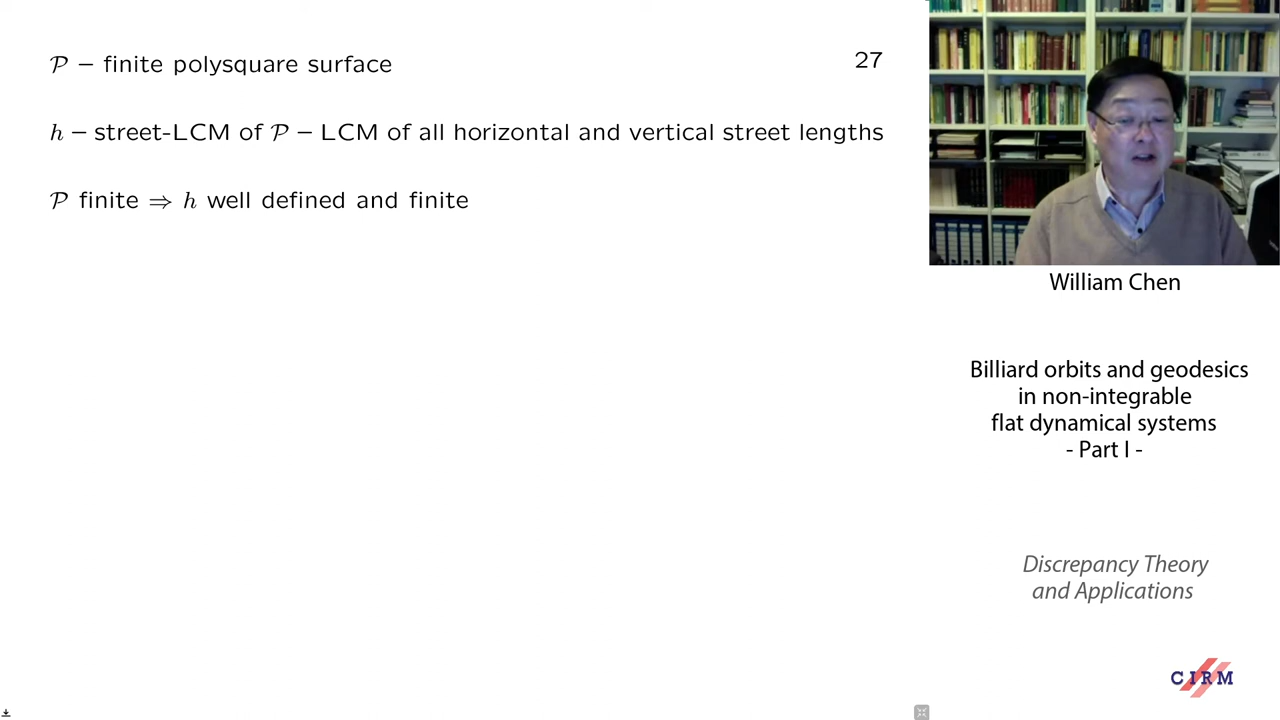 𝒫 – finite polysquare surface
27
h – street-LCM of 𝒫 – LCM of all horizontal and vertical street lengths
𝒫 finite ⇒ h well defined and finite
William Chen
Billiard orbits and geodesics
in non-integrable
flat dynamical systems
- Part I -
Discrepancy Theory
and Applications
CIRM